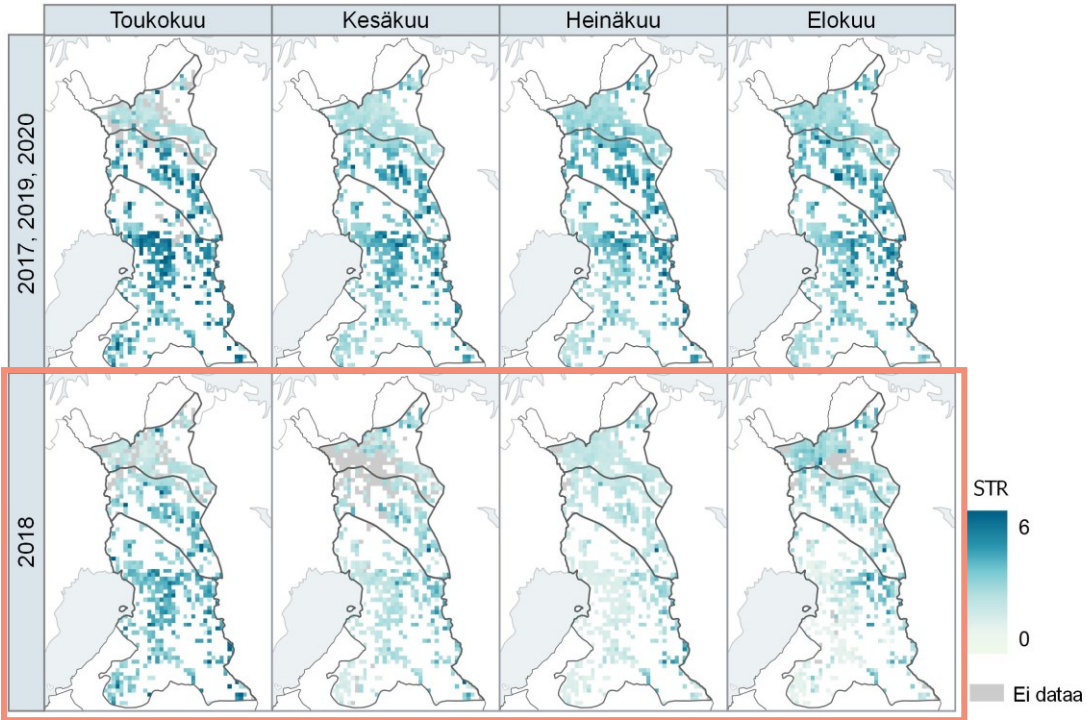 Toukokuu
Kesäkuu
Heinäkuu
Elokuu
2017, 2019, 2020
2018
STR
6
0
Ei dataa